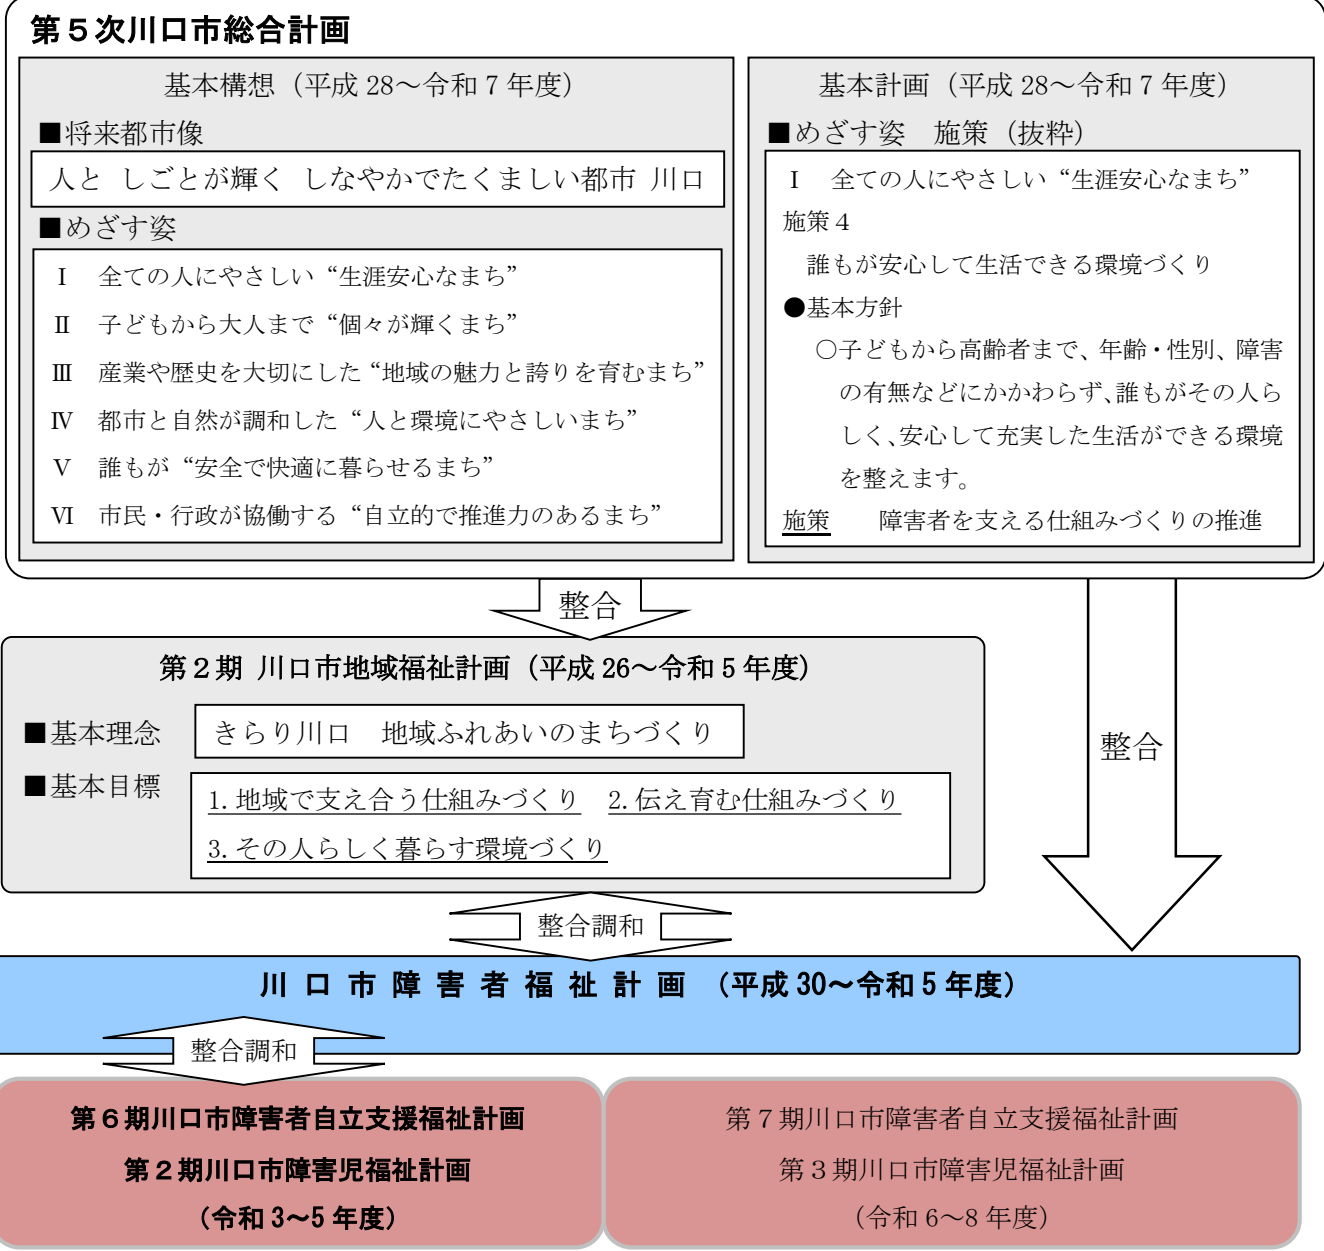 第５次川口市総合計画
基本構想（平成 28～令和 7 年度）
■将来都市像
人と しごとが輝く しなやかでたくましい都市 川口
■めざす姿
Ⅰ 全ての人にやさしい“生涯安心なまち”
Ⅱ 子どもから大人まで“個々が輝くまち”
Ⅲ 産業や歴史を大切にした“地域の魅力と誇りを育むまち”
Ⅳ 都市と自然が調和した“人と環境にやさしいまち”
Ⅴ 誰もが“安全で快適に暮らせるまち”
Ⅵ 市民・行政が協働する“自立的で推進力のあるまち”
基本計画（平成 28～令和 7 年度）
■めざす姿　施策（抜粋）
Ⅰ 全ての人にやさしい“生涯安心なまち”
施策４
誰もが安心して生活できる環境づくり
●基本方針
○子どもから高齢者まで、年齢・性別、障害
の有無などにかかわらず、誰もがその人ら
しく、安心して充実した生活ができる環境
を整えます。
施策　　障害者を支える仕組みづくりの推進
整合
第２期 川口市地域福祉計画（平成 26～令和 5 年度）
■基本理念
きらり川口　地域ふれあいのまちづくり
■基本目標
1. 地域で支え合う仕組みづくり　2. 伝え育む仕組みづくり
3. その人らしく暮らす環境づくり
整合
整合調和
川口市障害者福祉計画（平成 30～令和 5 年度）
整合調和
第６期川口市障害者自立支援福祉計画
第２期川口市障害児福祉計画
（令和 3～5 年度）
第７期川口市障害者自立支援福祉計画
第３期川口市障害児福祉計画
（令和 6～8 年度）